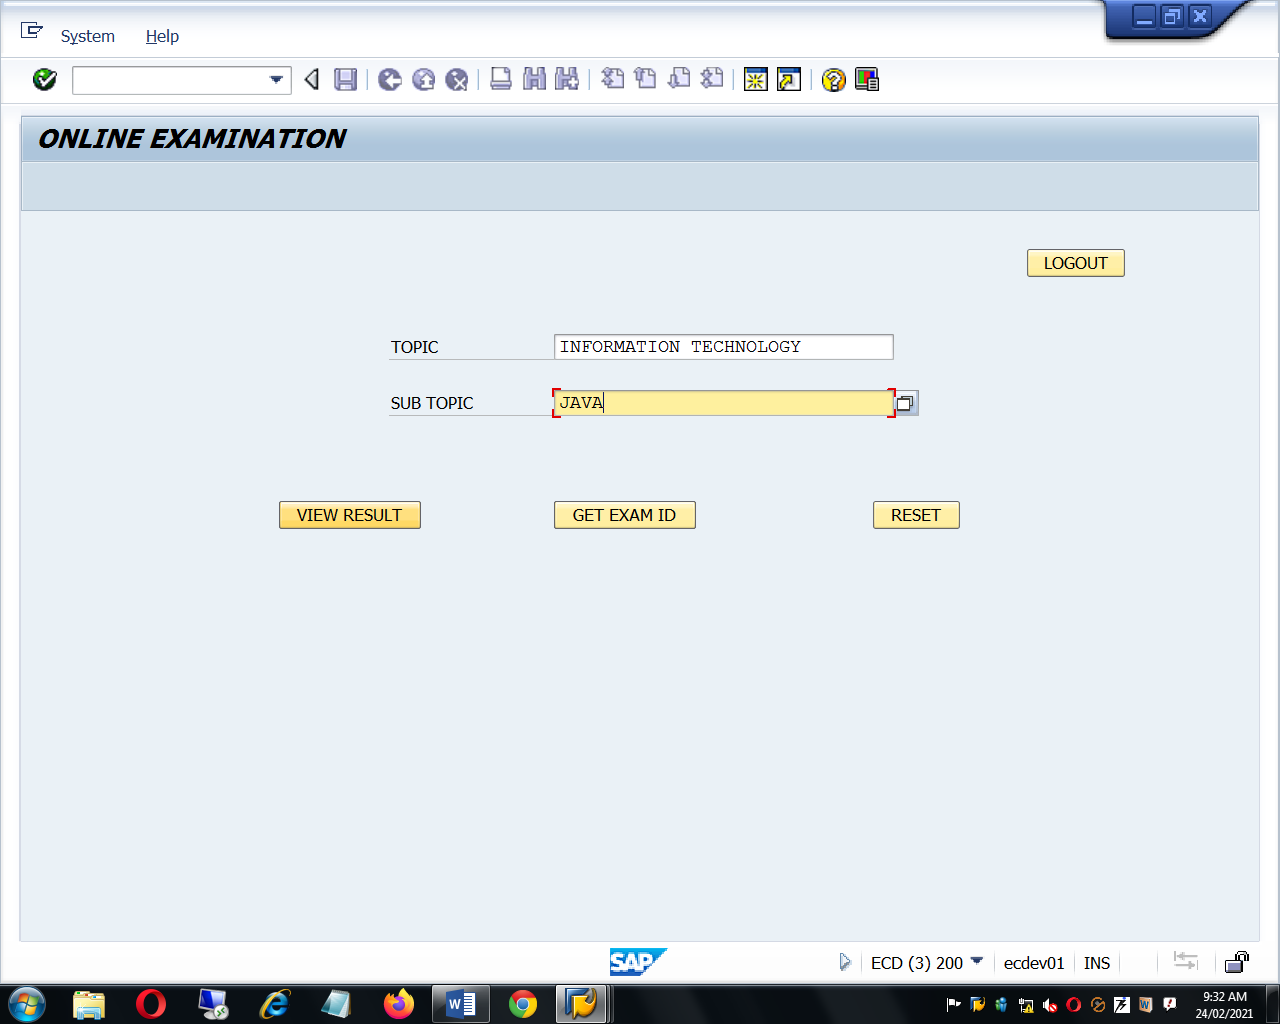 System Help
ONLINE EXAMINATION
LOGOUT
TOPIC INFORMATION TECHNOLOGY
SUB TOPIC JAVA
VIEW RESULT GET EXAM ID RESET
SAP ECD (3) 200 ecdev01 INS
9:32 AM
24/02/2021